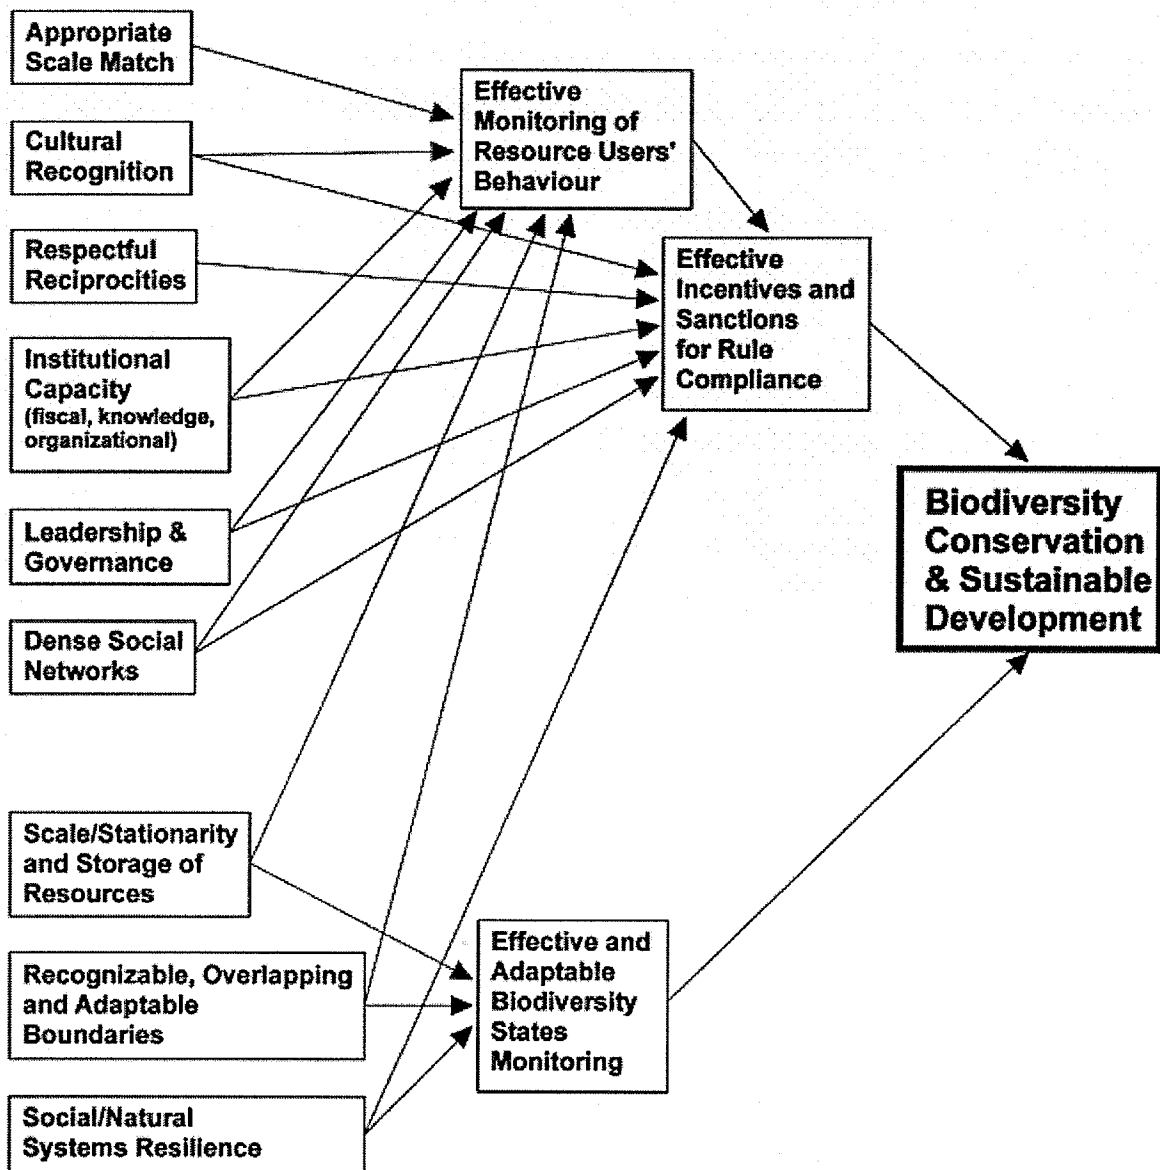 Appropriate
Scale Match
Cultural
Recognition
Respectful
Reciprocities
Institutional
Capacity
(fiscal, knowledge,
organizational)
Leadership &
Governance
Dense Social
Networks
Scale/Stationarity
and Storage of
Resources
Recognizable, Overlapping
and Adaptable
Boundaries
Social/Natural
Systems Resilience
Effective
Monitoring of
Resource Users'
Behaviour
Effective
Incentives and
Sanctions
for Rule
Compliance
Effective and
Adaptable
Biodiversity
States
Monitoring
Biodiversity
Conservation
& Sustainable
Development